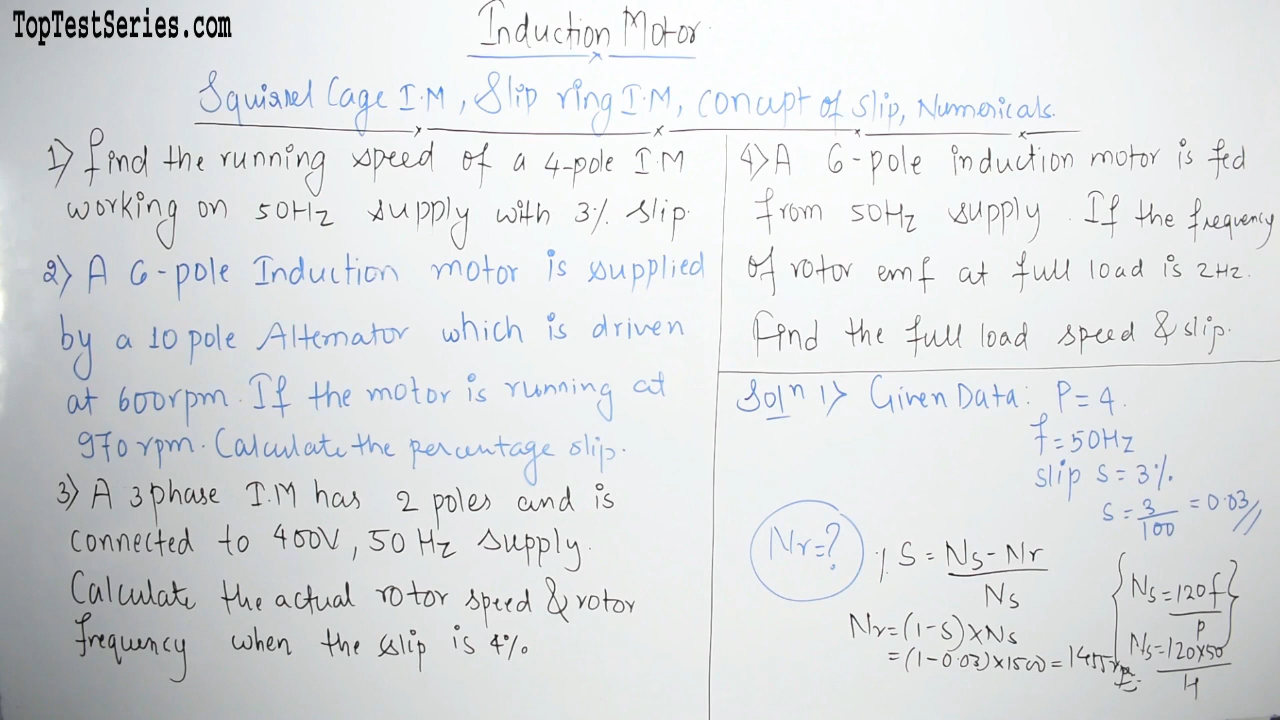 TopTestSeries.com
Induction Motor
Squirrel Cage I.M, Slip ring I.M, concept of slip, Numericals.
1) find the running speed of a 4-pole I.M
working on 50Hz supply with 3% slip.
2) A 6-pole Induction motor is supplied
by a 10 pole Alternator which is driven
at 600rpm. If the motor is running at
970 rpm. Calculate the percentage slip.
3) A 3 phase I.M has 2 poles and is
connected to 400V, 50 Hz supply.
Calculate the actual rotor speed & rotor
frequency when the slip is 4%
4) A 6-pole induction motor is fed
from 50Hz supply. If the frequency
of rotor emf at full load is 2Hz.
Find the full load speed & slip.
Soln 1) Given Data: P = 4.
f = 50Hz
slip s = 3%.
s = 3/100 = 0.03//
Nr = ?
% S = Ns - Nr / Ns
{Ns = 120f / P}
Nr = (1-s) × Ns
Ns = 120×50 / 4
= (1-0.03) × 1500 = 1455